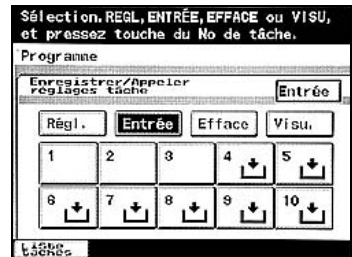 Sélection.REGL,ENTRÉE,EFFACE ou VISU,
et pressez touche du No de tâche.
Programme
Enregistrer/Appeler
réglages tâche
Entrée
Régl. Entrée Efface Visu.
1 2 3 4 5
6 7 8 9 10
Liste
tâches